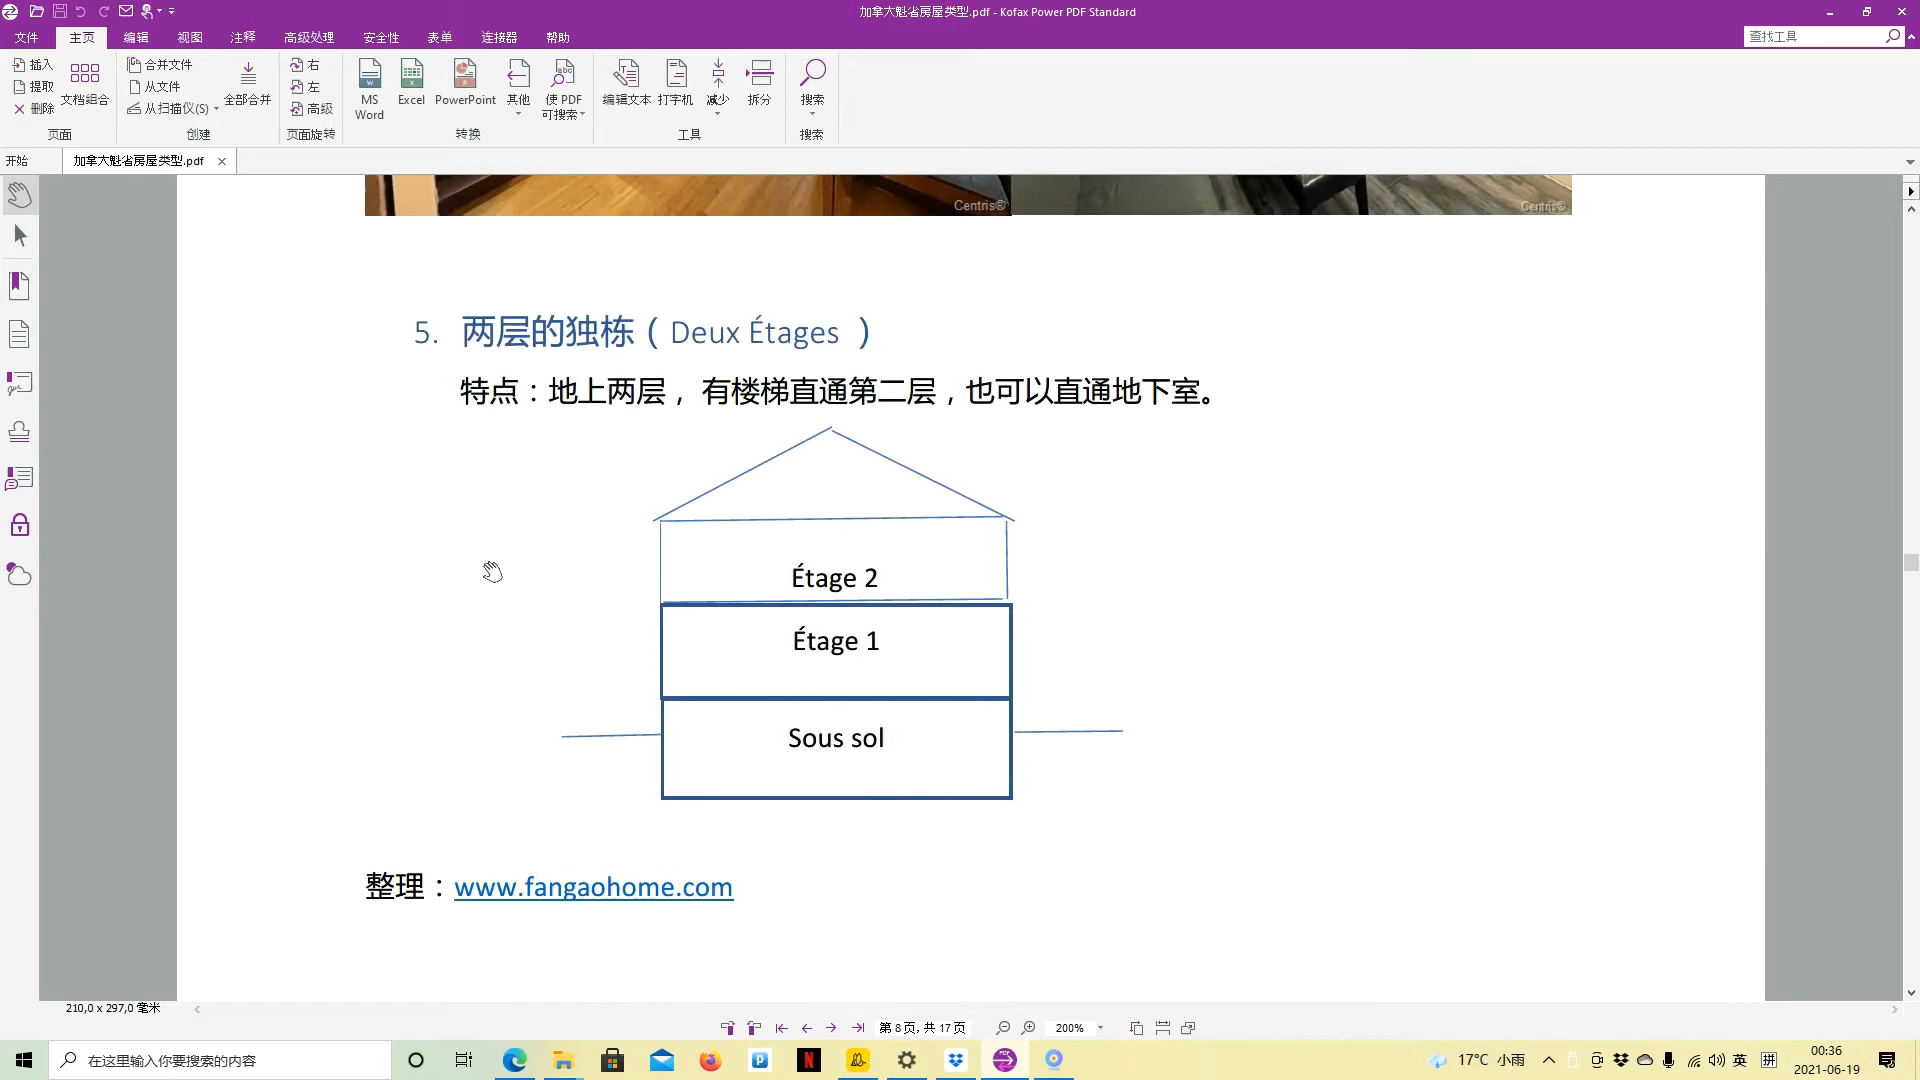 加拿大魁省房屋类型.pdf - Kofax Power PDF Standard
文件 主页 编辑 视图 注释 高级处理 安全性 表单 连接器 帮助 查找工具
插入 提取 删除 文档组合 页面
合并文件 从文件 从扫描仪(S) 全部合并 创建
右 左 高级 页面旋转
MS Word Excel PowerPoint 其他 使 PDF 可搜索 转换
编辑文本 打字机 减少 拆分 工具
搜索 搜索
开始 加拿大魁省房屋类型.pdf
Centris® Centris®
5. 两层的独栋（ Deux Étages ）
特点：地上两层， 有楼梯直通第二层，也可以直通地下室。
Étage 2
Étage 1
Sous sol
整理：www.fangaohome.com
210,0 x 297,0 毫米
第 8 页, 共 17 页 200%
在这里输入你要搜索的内容
17°C 小雨 英 拼 00:36
2021-06-19